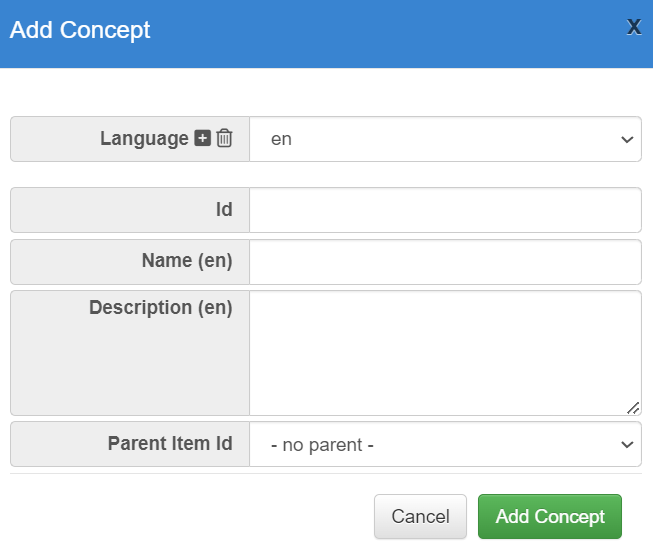 Add Concept X
Language en
Id
Name (en)
Description (en)
Parent Item Id - no parent -
Cancel Add Concept